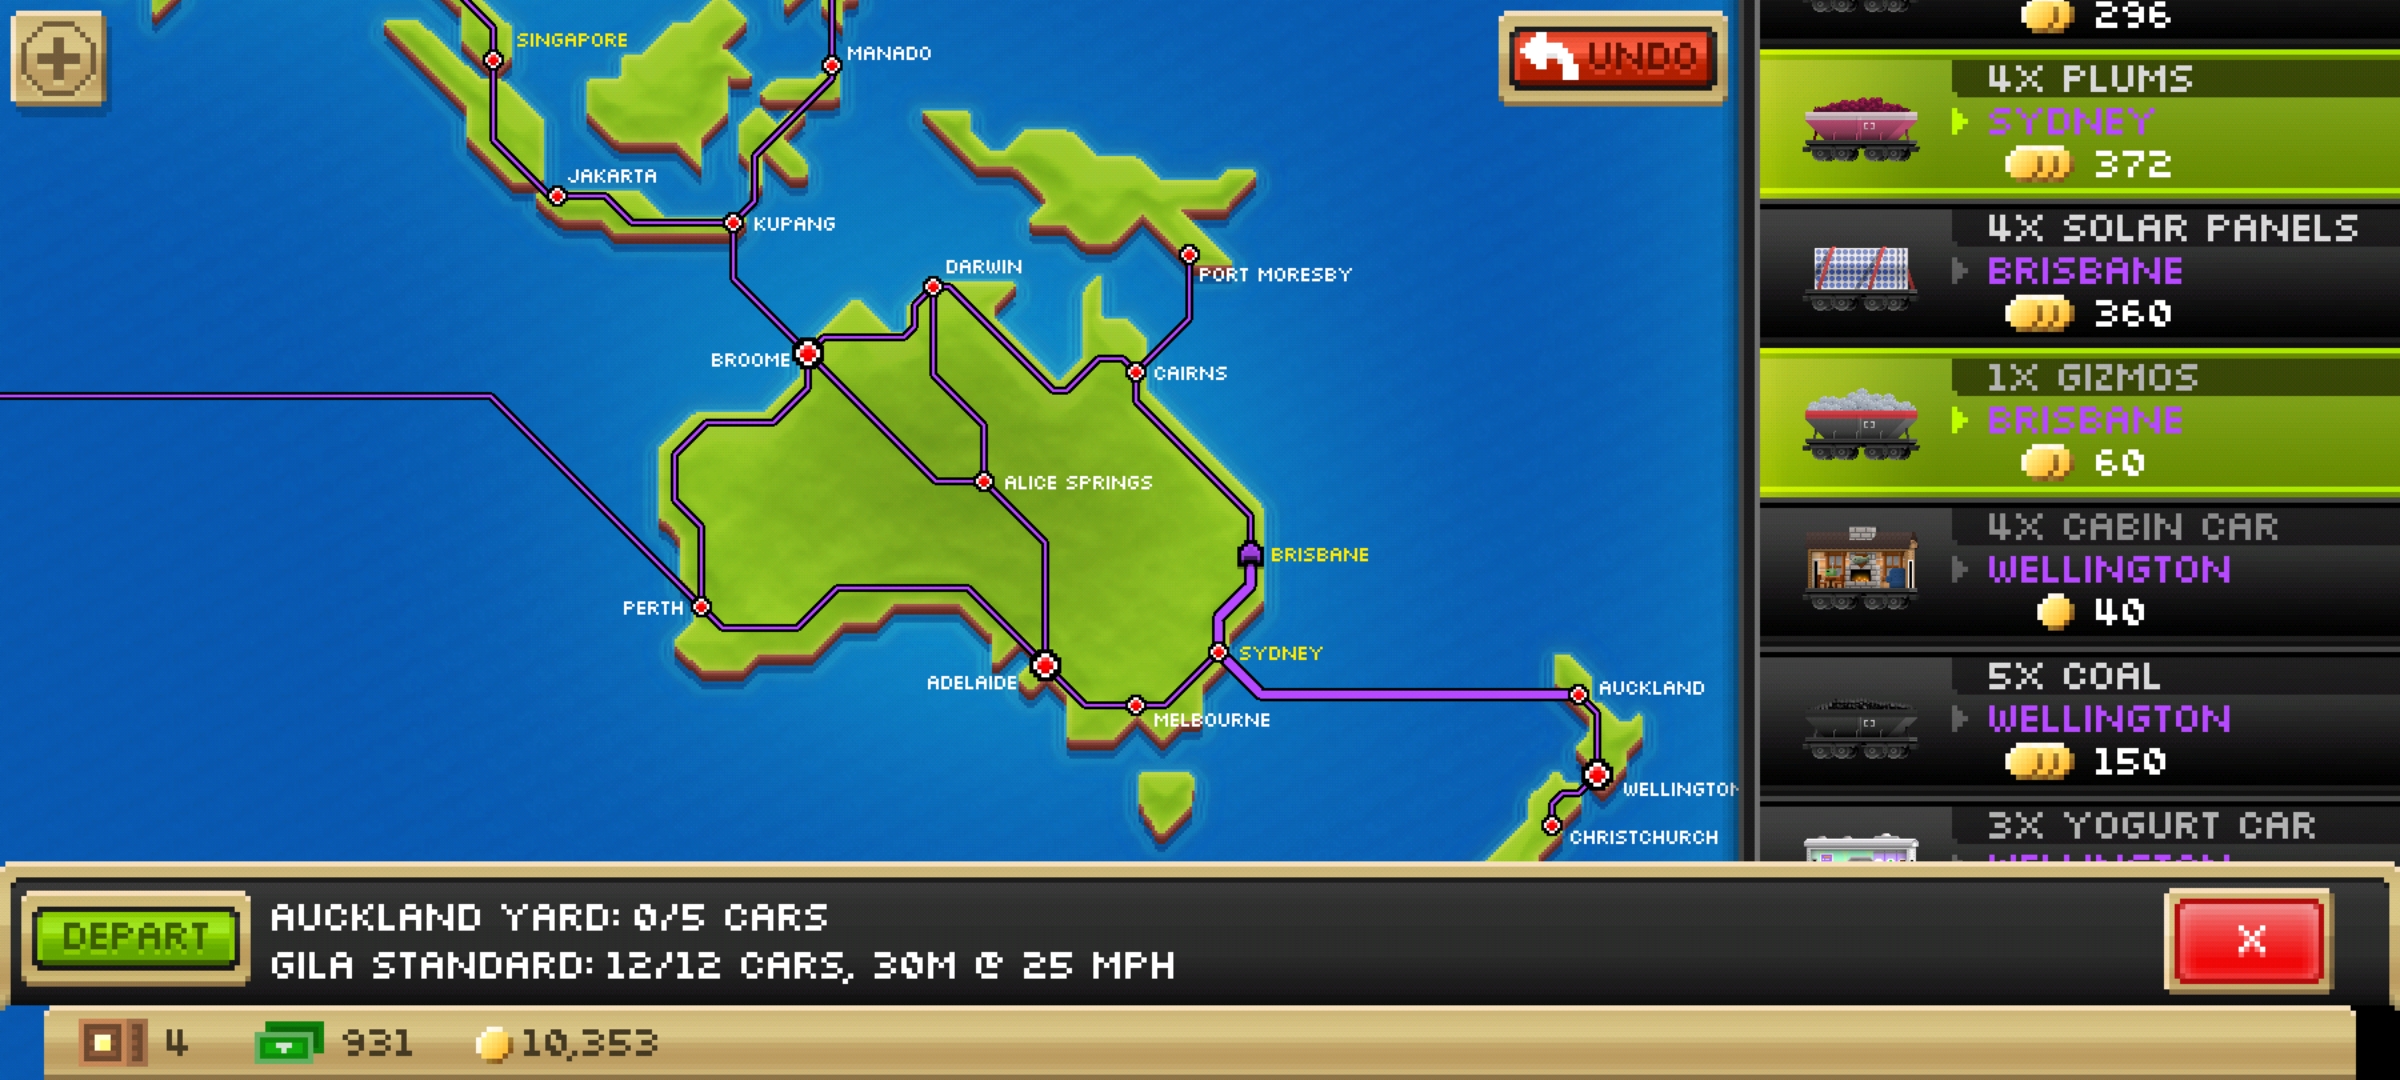 SINGAPORE
MANADO
UNDO
JAKARTA
KUPANG
DARWIN
PORT MORESBY
BROOME
CAIRNS
ALICE SPRINGS
BRISBANE
PERTH
SYDNEY
ADELAIDE
AUCKLAND
MELBOURNE
WELLINGTON
CHRISTCHURCH
296
4X PLUMS
SYDNEY
372
4X SOLAR PANELS
BRISBANE
360
1X GIZMOS
BRISBANE
60
4X CABIN CAR
WELLINGTON
40
5X COAL
WELLINGTON
150
3X YOGURT CAR
WELLINGTON
DEPART
AUCKLAND YARD: 0/5 CARS
GILA STANDARD: 12/12 CARS, 30M @ 25 MPH
X
4
931
10,353